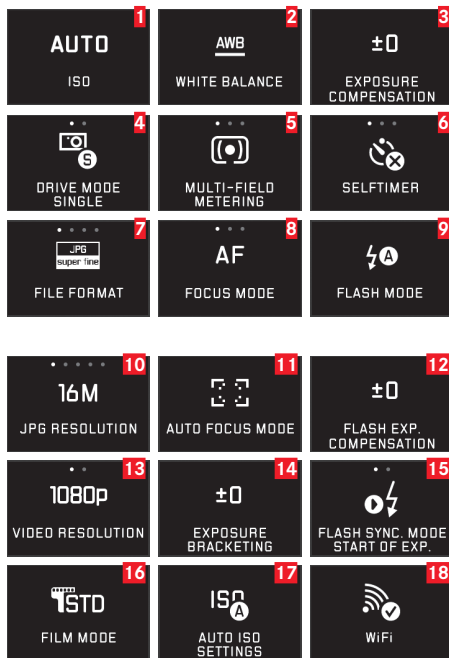 1
AUTO
ISO
2
AWB
WHITE BALANCE
3
±0
EXPOSURE
COMPENSATION
4
S
DRIVE MODE
SINGLE
5
MULTI-FIELD
METERING
6
SELFTIMER
7
JPG
super fine
FILE FORMAT
8
AF
FOCUS MODE
9
A
FLASH MODE
10
16M
JPG RESOLUTION
11
AUTO FOCUS MODE
12
±0
FLASH EXP.
COMPENSATION
13
1080p
VIDEO RESOLUTION
14
±0
EXPOSURE
BRACKETING
15
FLASH SYNC. MODE
START OF EXP.
16
STD
FILM MODE
17
ISO
A
AUTO ISO
SETTINGS
18
WiFi